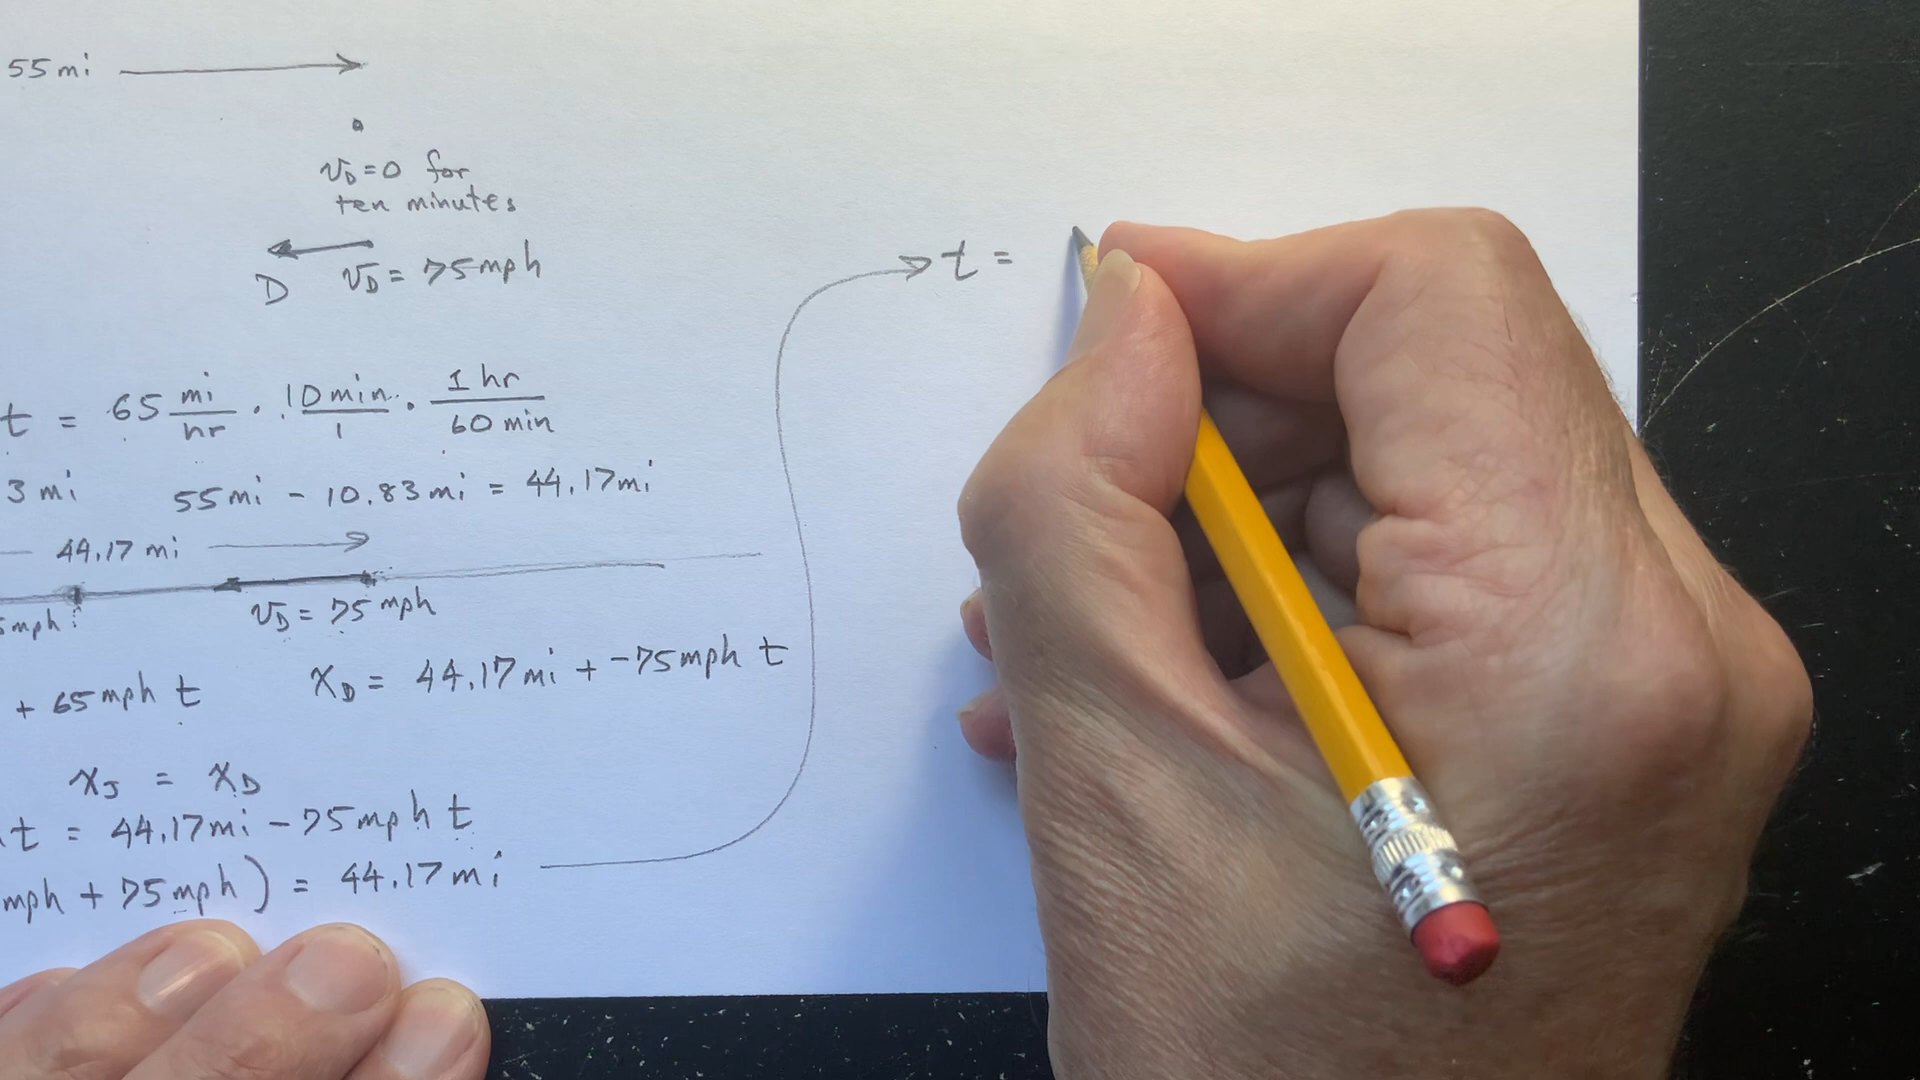 55 mi
v_D = 0 for
ten minutes
v_D = 75 mph
D
t =
t = 65 mi/hr · 10 min/1 · 1 hr/60 min
3 mi 55 mi - 10.83 mi = 44.17 mi
44.17 mi
mph v_D = 75 mph
+ 65 mph t x_D = 44.17 mi + -75 mph t
x_J = x_D
t = 44.17 mi - 75 mph t
mph + 75 mph) = 44.17 mi